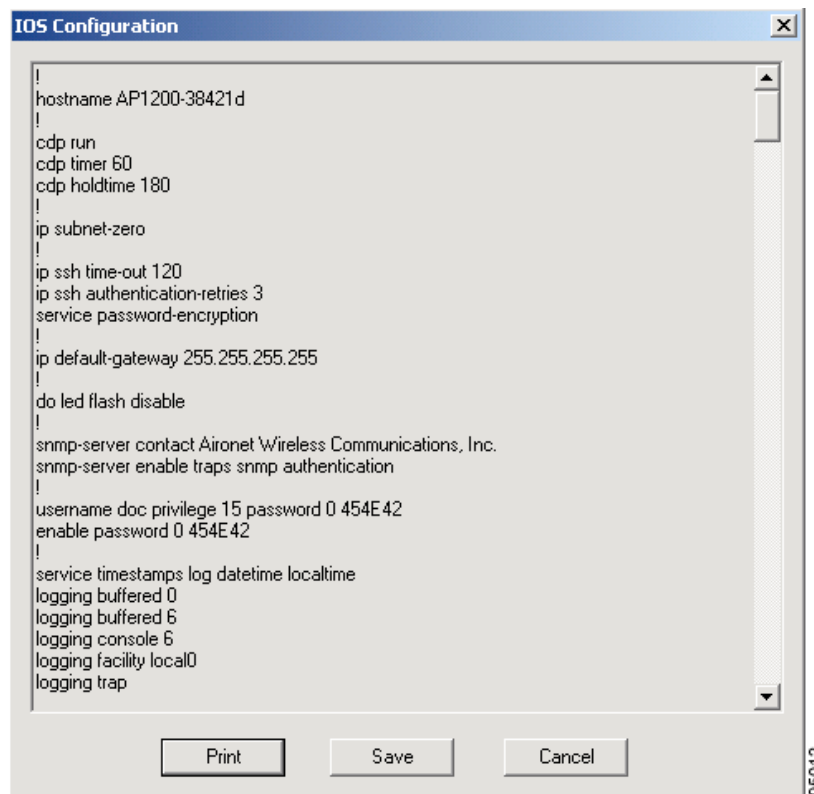 IOS Configuration
!
hostname AP1200-38421d
!
cdp run
cdp timer 60
cdp holdtime 180
!
ip subnet-zero
!
ip ssh time-out 120
ip ssh authentication-retries 3
service password-encryption
!
ip default-gateway 255.255.255.255
!
do led flash disable
!
snmp-server contact Aironet Wireless Communications, Inc.
snmp-server enable traps snmp authentication
!
username doc privilege 15 password 0 454E42
enable password 0 454E42
!
service timestamps log datetime localtime
logging buffered 0
logging buffered 6
logging console 6
logging facility local0
logging trap
Print Save Cancel